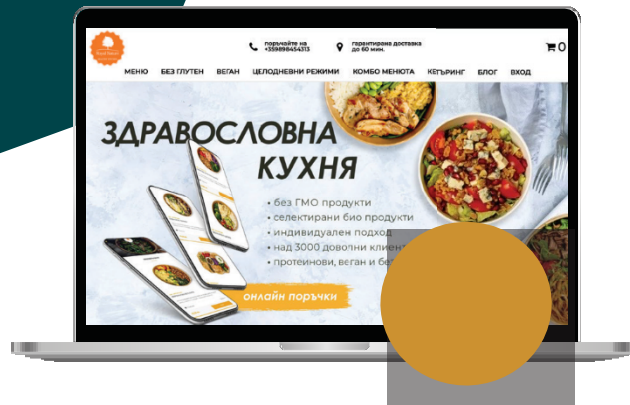 поръчайте на
+359898454313
гарантирана доставка
до 60 мин.
0
МЕНЮ БЕЗ ГЛУТЕН ВЕГАН ЦЕЛОДНЕВНИ РЕЖИМИ КОМБО МЕНЮТА КЕТЪРИНГ БЛОГ ВХОД
ЗДРАВОСЛОВНА
КУХНЯ
• без ГМО продукти
• селектирани био продукти
• индивидуален подход
• над 3000 доволни клиент
• протеинови, веган и бе
онлайн поръчки